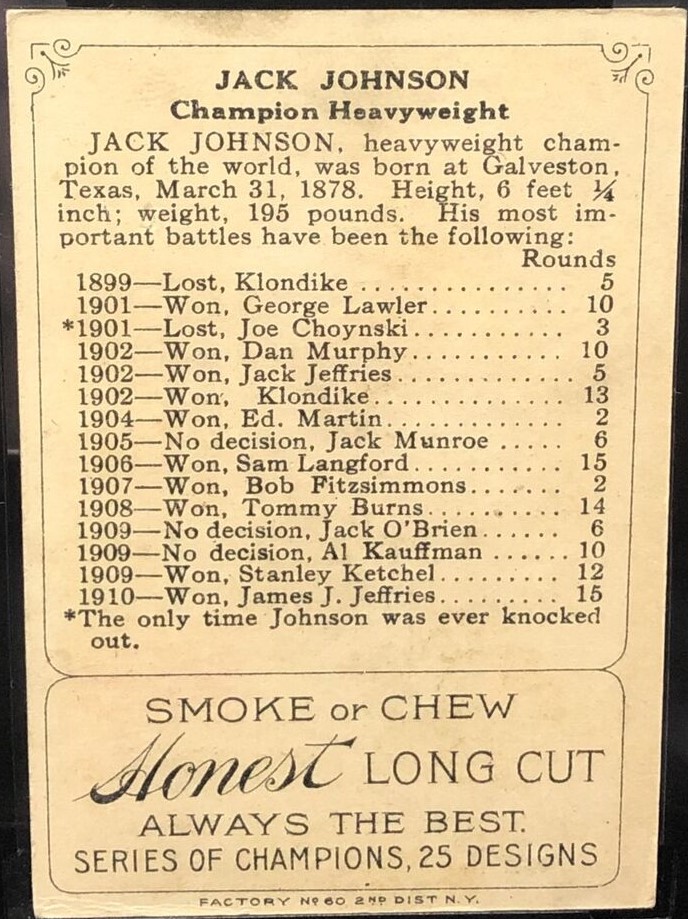 JACK JOHNSON
Champion Heavyweight
JACK JOHNSON, heavyweight cham-
pion of the world, was born at Galveston,
Texas, March 31, 1878. Height, 6 feet ¼
inch; weight, 195 pounds. His most im-
portant battles have been the following:
Rounds
1899—Lost, Klondike ............... 5
1901—Won, George Lawler.......... 10
*1901—Lost, Joe Choynski........... 3
1902—Won, Dan Murphy........... 10
1902—Won, Jack Jeffries............. 5
1902—Won, Klondike............... 13
1904—Won, Ed. Martin............. 2
1905—No decision, Jack Munroe ..... 6
1906—Won, Sam Langford.......... 15
1907—Won, Bob Fitzsimmons....... 2
1908—Won, Tommy Burns.......... 14
1909—No decision, Jack O'Brien...... 6
1909—No decision, Al Kauffman ...... 10
1909—Won, Stanley Ketchel......... 12
1910—Won, James J. Jeffries......... 15
*The only time Johnson was ever knocked
out.
SMOKE or CHEW
Honest LONG CUT
ALWAYS THE BEST.
SERIES OF CHAMPIONS, 25 DESIGNS
FACTORY Nº 60 2ND DIST N.Y.